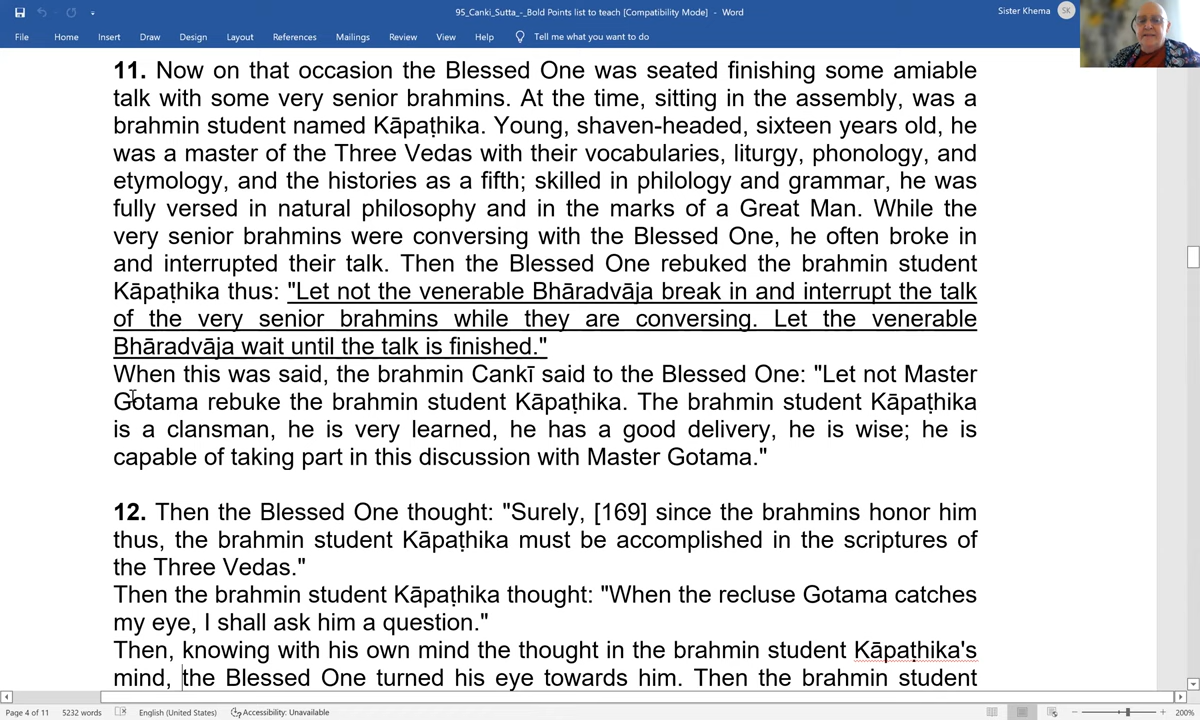 95_Canki_Sutta_-_Bold Points list to teach [Compatibility Mode] - Word
Sister Khema
SK
File Home Insert Draw Design Layout References Mailings Review View Help Tell me what you want to do
11. Now on that occasion the Blessed One was seated finishing some amiable
talk with some very senior brahmins. At the time, sitting in the assembly, was a
brahmin student named Kāpaṭhika. Young, shaven-headed, sixteen years old, he
was a master of the Three Vedas with their vocabularies, liturgy, phonology, and
etymology, and the histories as a fifth; skilled in philology and grammar, he was
fully versed in natural philosophy and in the marks of a Great Man. While the
very senior brahmins were conversing with the Blessed One, he often broke in
and interrupted their talk. Then the Blessed One rebuked the brahmin student
Kāpaṭhika thus: "Let not the venerable Bhāradvāja break in and interrupt the talk
of the very senior brahmins while they are conversing. Let the venerable
Bhāradvāja wait until the talk is finished."
When this was said, the brahmin Cankī said to the Blessed One: "Let not Master
Gotama rebuke the brahmin student Kāpaṭhika. The brahmin student Kāpaṭhika
is a clansman, he is very learned, he has a good delivery, he is wise; he is
capable of taking part in this discussion with Master Gotama."
12. Then the Blessed One thought: "Surely, [169] since the brahmins honor him
thus, the brahmin student Kāpaṭhika must be accomplished in the scriptures of
the Three Vedas."
Then the brahmin student Kāpaṭhika thought: "When the recluse Gotama catches
my eye, I shall ask him a question."
Then, knowing with his own mind the thought in the brahmin student Kāpaṭhika's
mind, the Blessed One turned his eye towards him. Then the brahmin student
Page 4 of 11 5232 words English (United States) Accessibility: Unavailable 200%